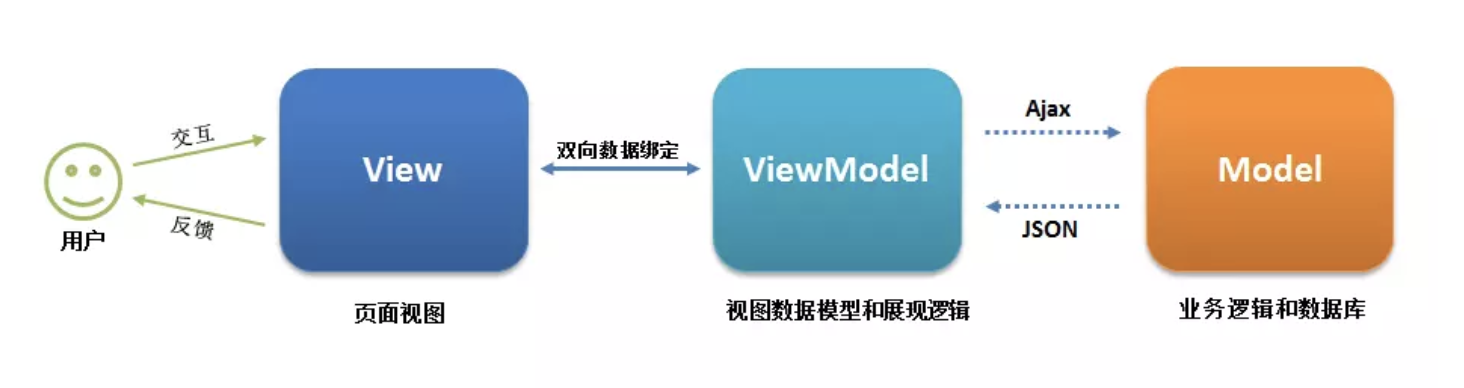 交互
反馈
用户
View
页面视图
双向数据绑定
ViewModel
视图数据模型和展现逻辑
Ajax
JSON
Model
业务逻辑和数据库